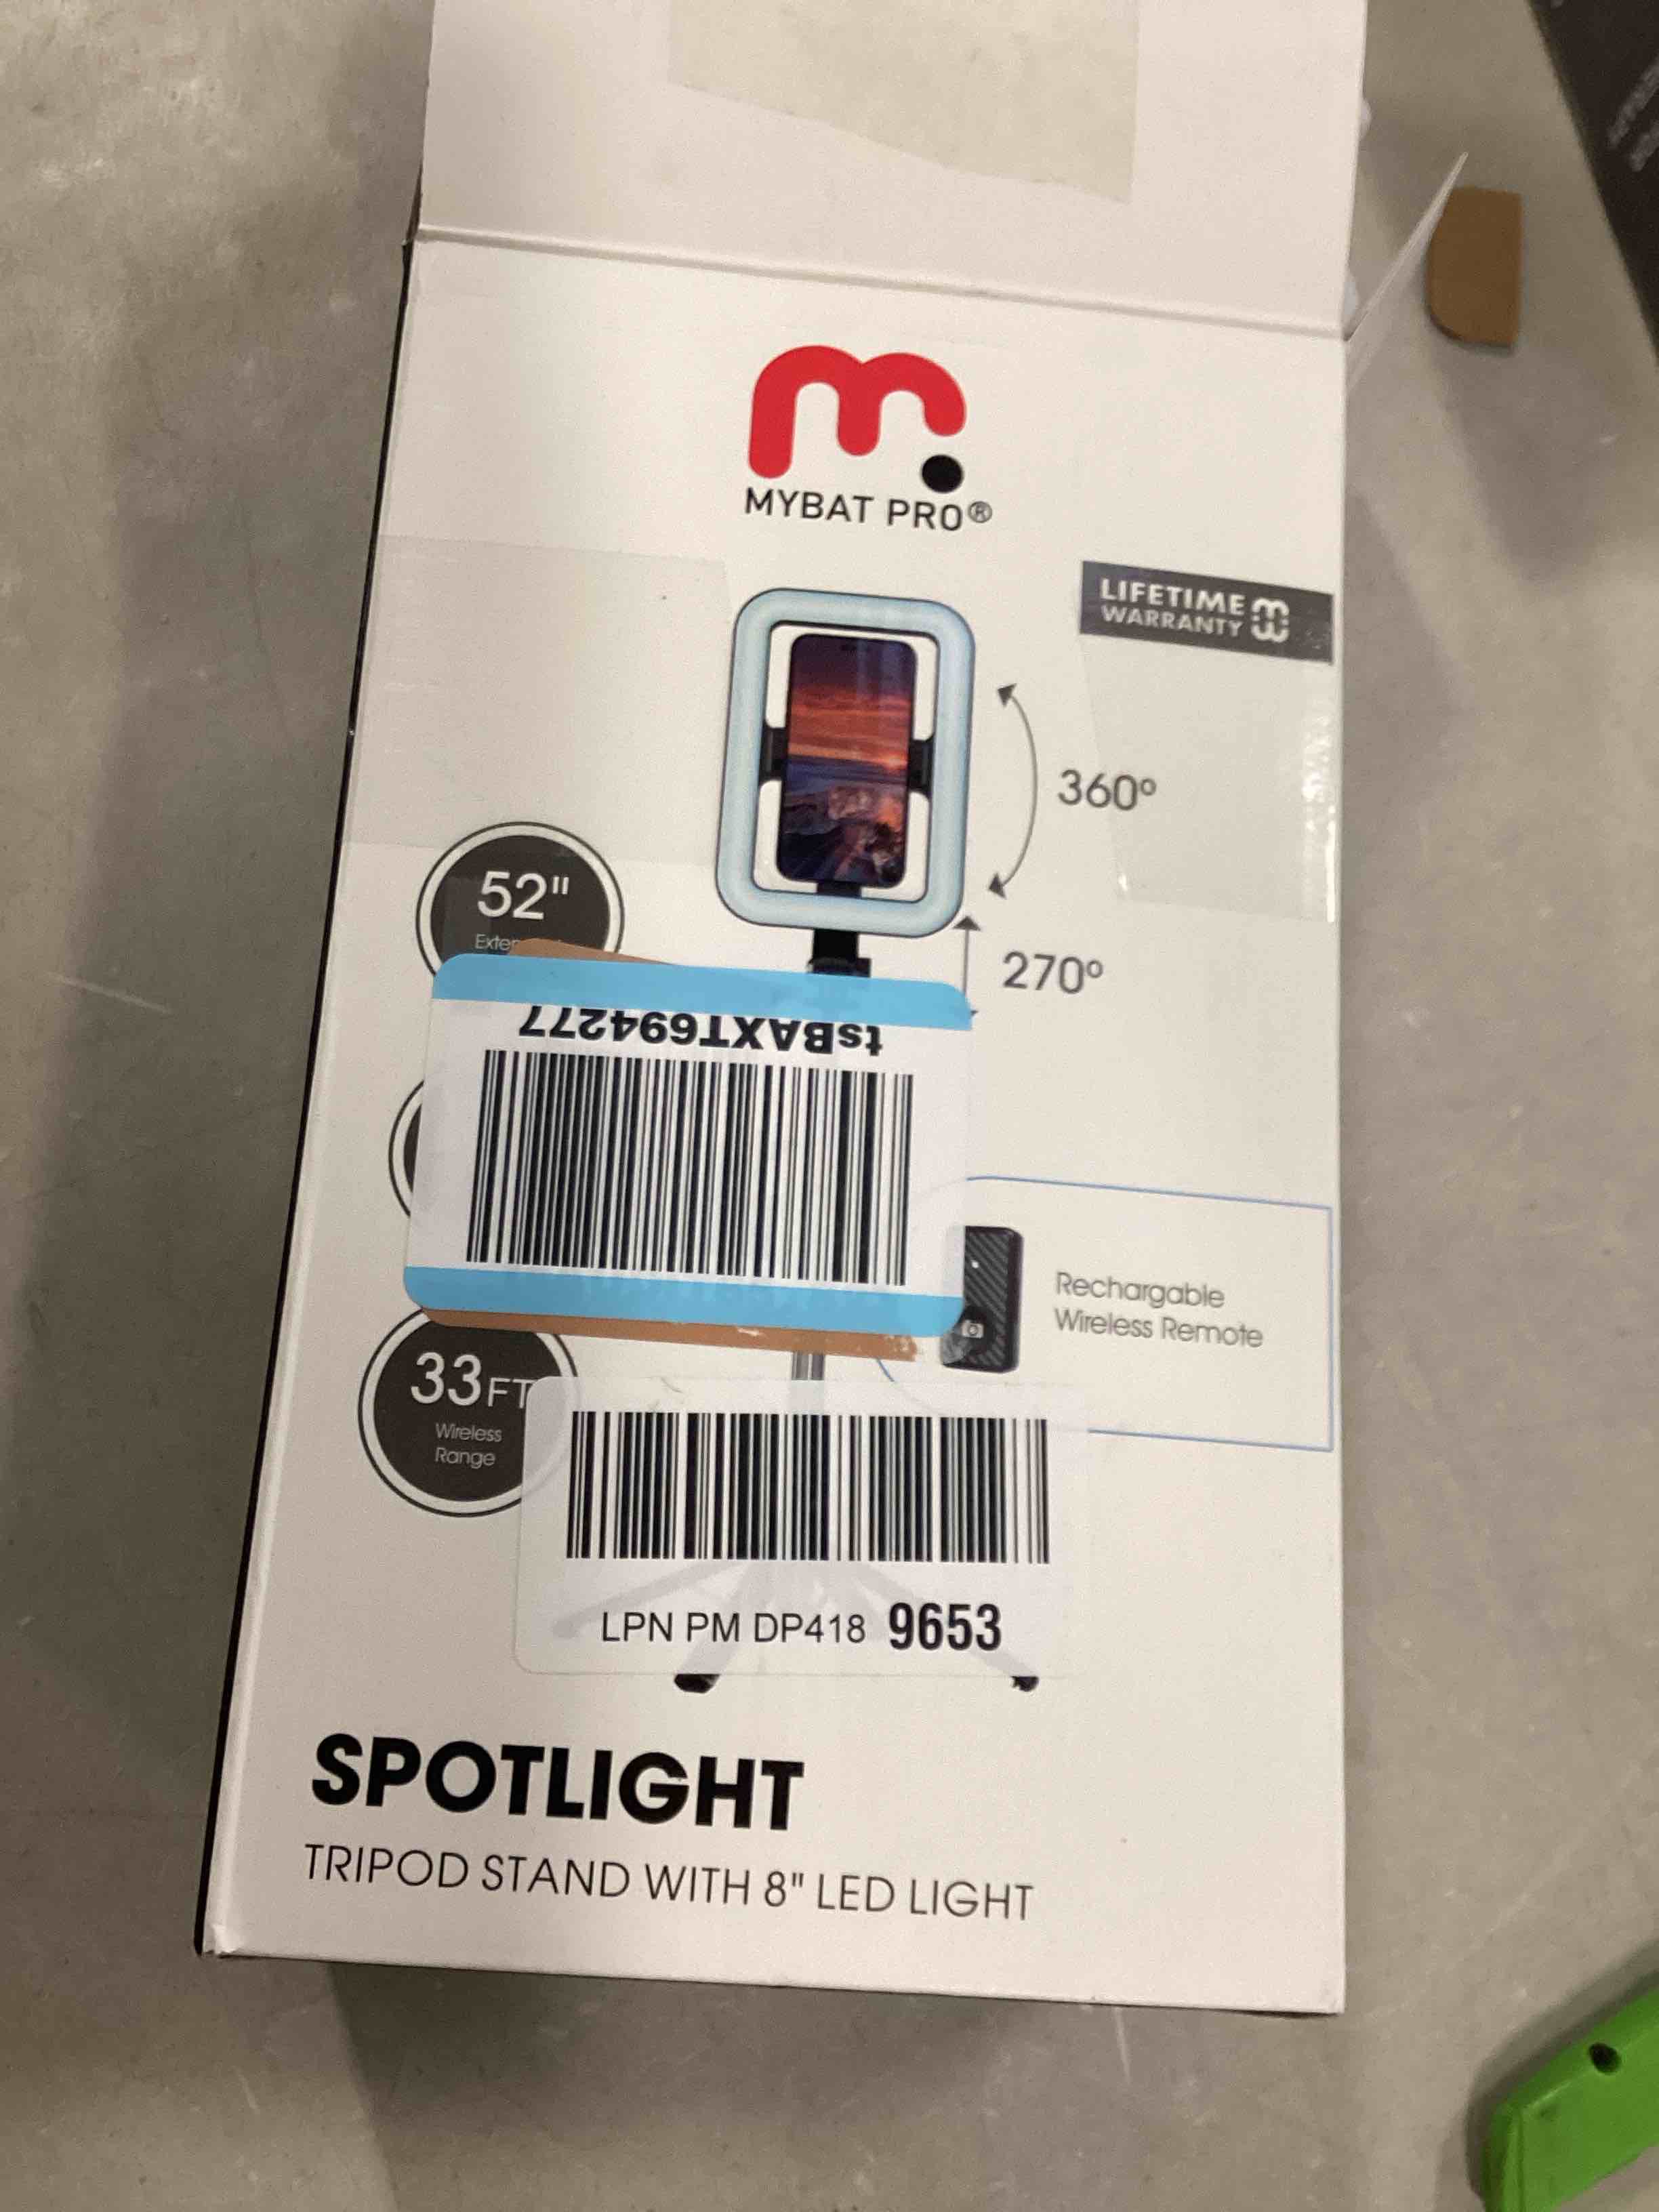 MYBAT PRO®
LIFETIME
WARRANTY
360°
52"
270°
tsBAXT694277
Rechargable
Wireless Remote
33FT
Wireless
Range
LPN PM DP418 9653
SPOTLIGHT
TRIPOD STAND WITH 8" LED LIGHT